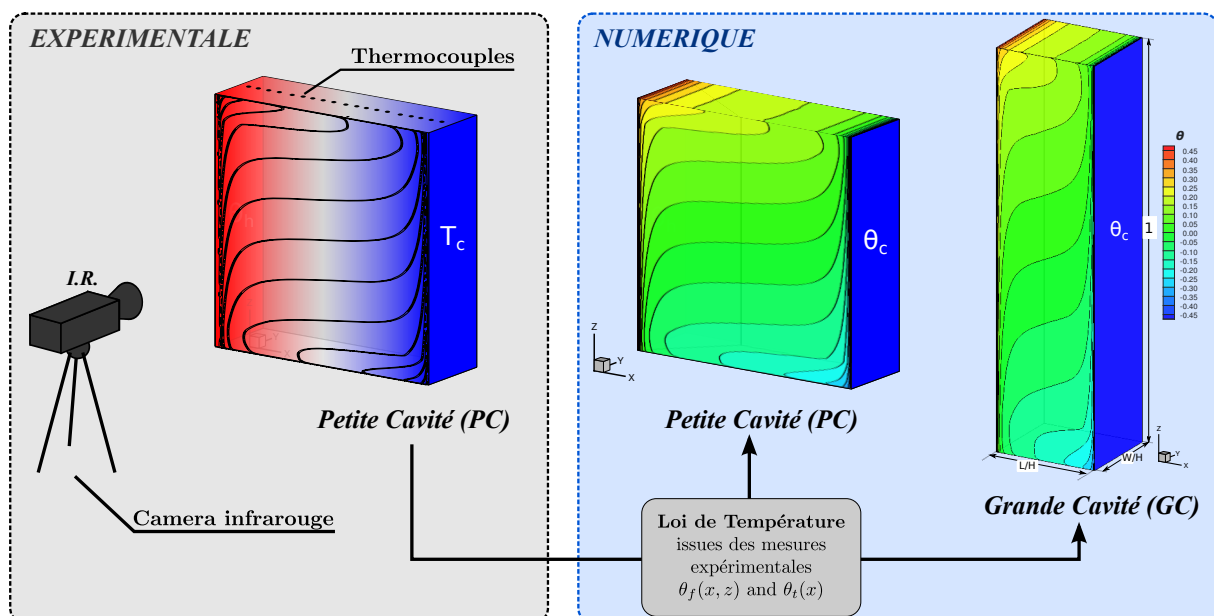 EXPERIMENTALE
Thermocouples
T_c
I.R.
Petite Cavité (PC)
Camera infrarouge
NUMERIQUE
θ_c
Z
Y
X
Petite Cavité (PC)
Loi de Température
issues des mesures
expérimentales
θ_f(x, z) and θ_t(x)
θ_c
1
L/H
W/H
Z
Y
X
Grande Cavité (GC)
θ
0.45
0.40
0.35
0.30
0.25
0.20
0.15
0.10
0.05
0.00
-0.05
-0.10
-0.15
-0.20
-0.25
-0.30
-0.35
-0.40
-0.45